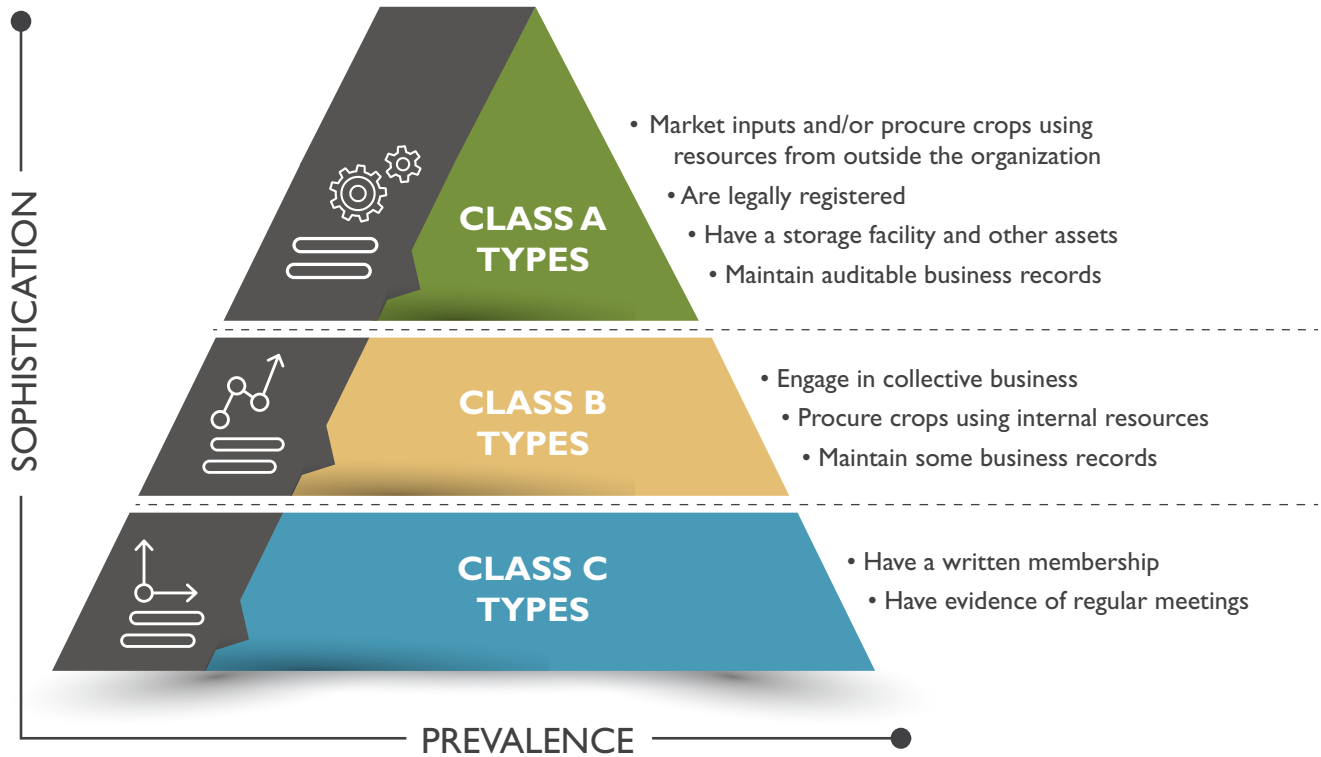 SOPHISTICATION
CLASS A
TYPES
• Market inputs and/or procure crops using
resources from outside the organization
• Are legally registered
• Have a storage facility and other assets
• Maintain auditable business records
CLASS B
TYPES
• Engage in collective business
• Procure crops using internal resources
• Maintain some business records
CLASS C
TYPES
• Have a written membership
• Have evidence of regular meetings
PREVALENCE